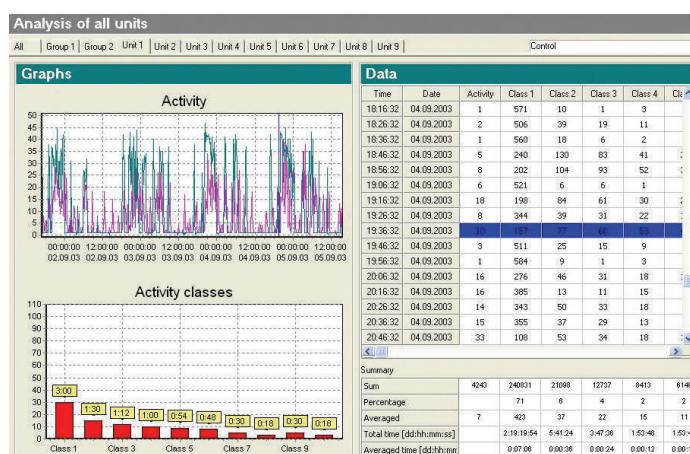 Analysis of all units
All Group 1 Group 2 Unit 1 Unit 2 Unit 3 Unit 4 Unit 5 Unit 6 Unit 7 Unit 8 Unit 9 Control
Graphs
Activity
50
45
40
35
30
25
20
15
10
5
0
00:00:00 12:00:00 00:00:00 12:00:00 00:00:00 12:00:00 00:00:00 12:00:00
02.09.03 02.09.03 03.09.03 03.09.03 04.09.03 04.09.03 05.09.03 05.09.03
Activity classes
110
100
90
80
70
60
50
40
30
20
10
0
3:00 1:30 1:12 1:00 0:54 0:48 0:30 0:18 0:30 0:18
Class 1 Class 3 Class 5 Class 7 Class 9
Data
Time Date Activity Class 1 Class 2 Class 3 Class 4
18:16:32 04.09.2003 1 571 10 1 3
18:26:32 04.09.2003 2 506 39 19 11
18:36:32 04.09.2003 1 560 18 6 2
18:46:32 04.09.2003 5 240 130 83 41
18:56:32 04.09.2003 8 202 104 93 52
19:06:32 04.09.2003 6 521 6 6 1
19:16:32 04.09.2003 18 198 84 61 30
19:26:32 04.09.2003 8 344 39 31 22
19:36:32 04.09.2003 10 157 77 60 53
19:46:32 04.09.2003 3 511 25 15 9
19:56:32 04.09.2003 1 584 9 1 3
20:06:32 04.09.2003 16 276 46 31 18
20:16:32 04.09.2003 16 385 13 11 15
20:26:32 04.09.2003 14 343 50 33 18
20:36:32 04.09.2003 15 355 37 29 13
20:46:32 04.09.2003 33 108 53 34 18
Summary
Sum 4243 240831 21098 12737 8413
Percentage 71 6 4 2 2
Averaged 7 423 37 22 15 11
Total time [dd:hh:mm:ss] 2:19:19:54 5:41:24 3:47:36 1:53:48
Averaged time [dd:hh:mm 0:07:06 0:00:36 0:00:24 0:00:12